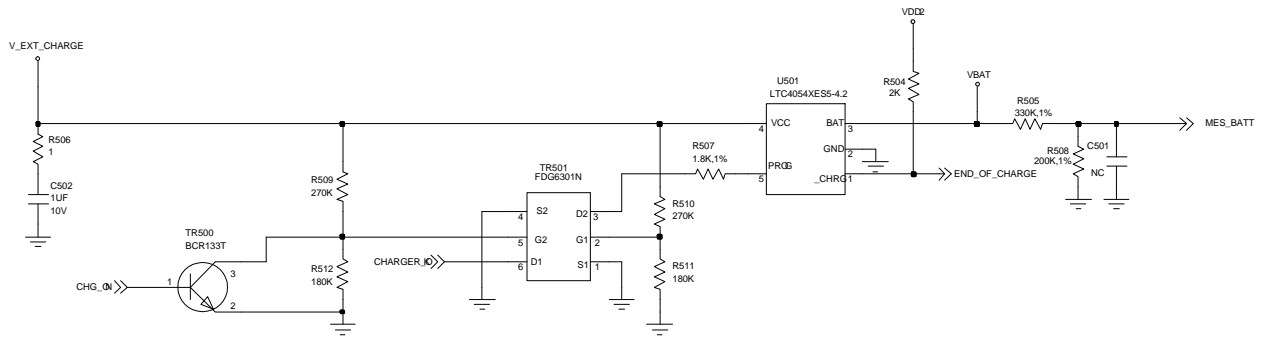 VDD2
V_EXT_CHARGE
U501
LTC4054XES5-4.2
R504
2K
VBAT
R505
330K,1%
MES_BATT
VCC
4
BAT
3
GND
2
PROG
5
_CHRG
1
END_OF_CHARGE
R506
1
C502
1UF
10V
R507
1.8K,1%
R508
200K,1%
C501
NC
R509
270K
TR501
FDG6301N
S2
4
D2
3
G2
5
G1
2
D1
6
S1
1
R510
270K
TR500
BCR133T
1
3
2
R512
180K
R511
180K
CHARGER_IO
CHG_ON